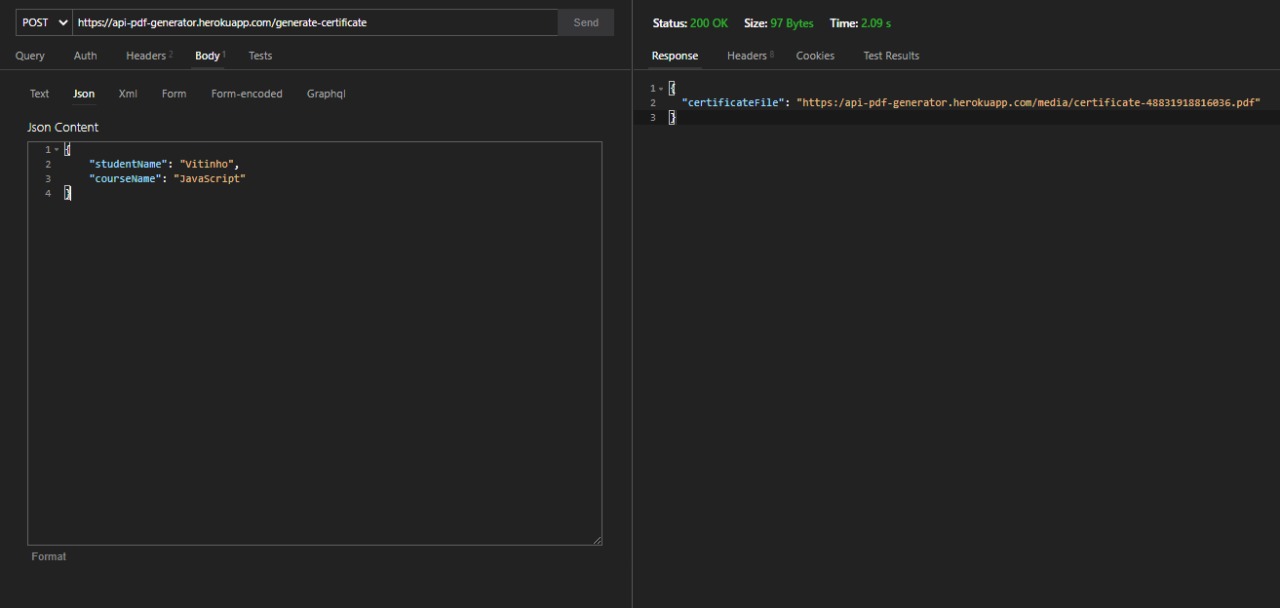 POST https://api-pdf-generator.herokuapp.com/generate-certificate Send
Query Auth Headers 2 Body 1 Tests
Text Json Xml Form Form-encoded Graphql
Json Content
1 {
2 "studentName": "Vitinho",
3 "courseName": "JavaScript"
4 }
Format
Status: 200 OK Size: 97 Bytes Time: 2.09 s
Response Headers 8 Cookies Test Results
1 {
2 "certificateFile": "https:/api-pdf-generator.herokuapp.com/media/certificate-48831918816036.pdf"
3 }